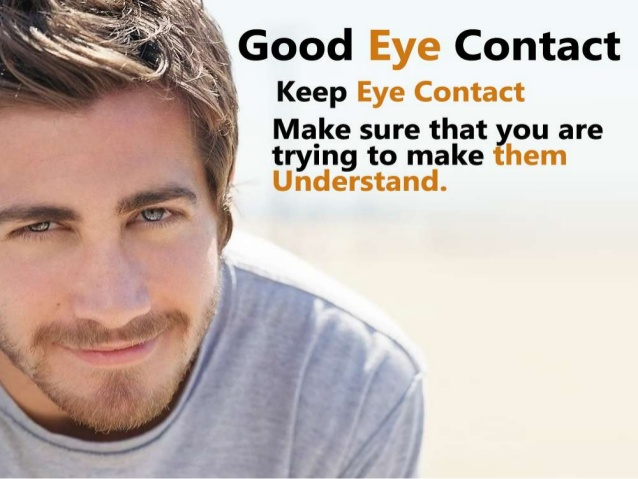 Good Eye Contact
Keep Eye Contact
Make sure that you are
trying to make them
Understand.